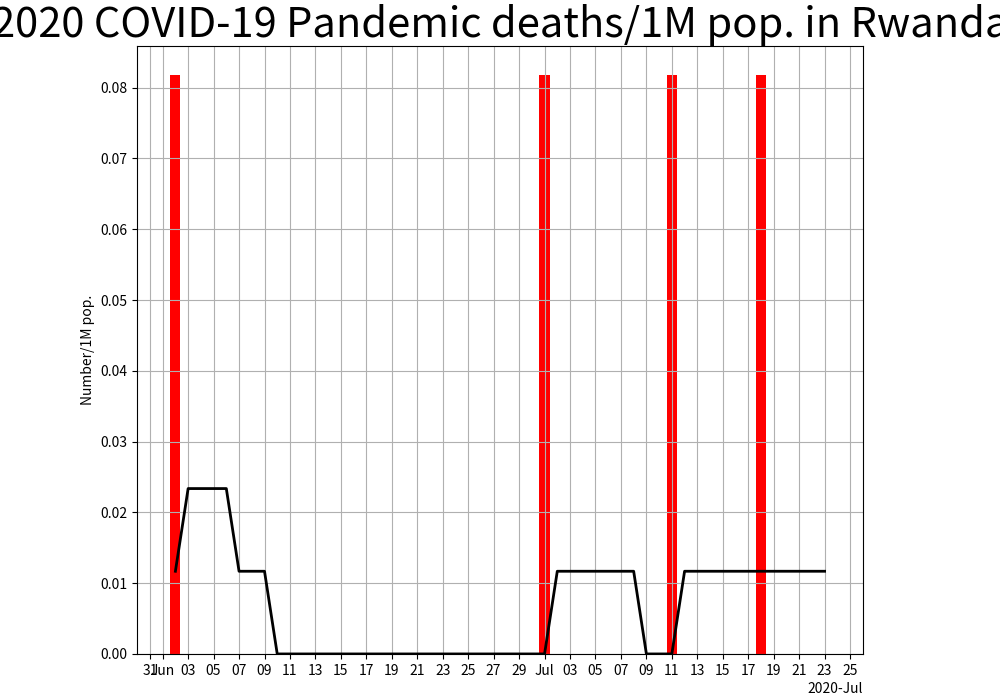 2020 COVID-19 Pandemic deaths/1M pop. in Rwanda
0.08
0.07
0.06
0.05
0.04
0.03
0.02
0.01
0.00
Number/1M pop.
31 Jun 03 05 07 09 11 13 15 17 19 21 23 25 27 29 Jul 03 05 07 09 11 13 15 17 19 21 23 25
2020-Jul